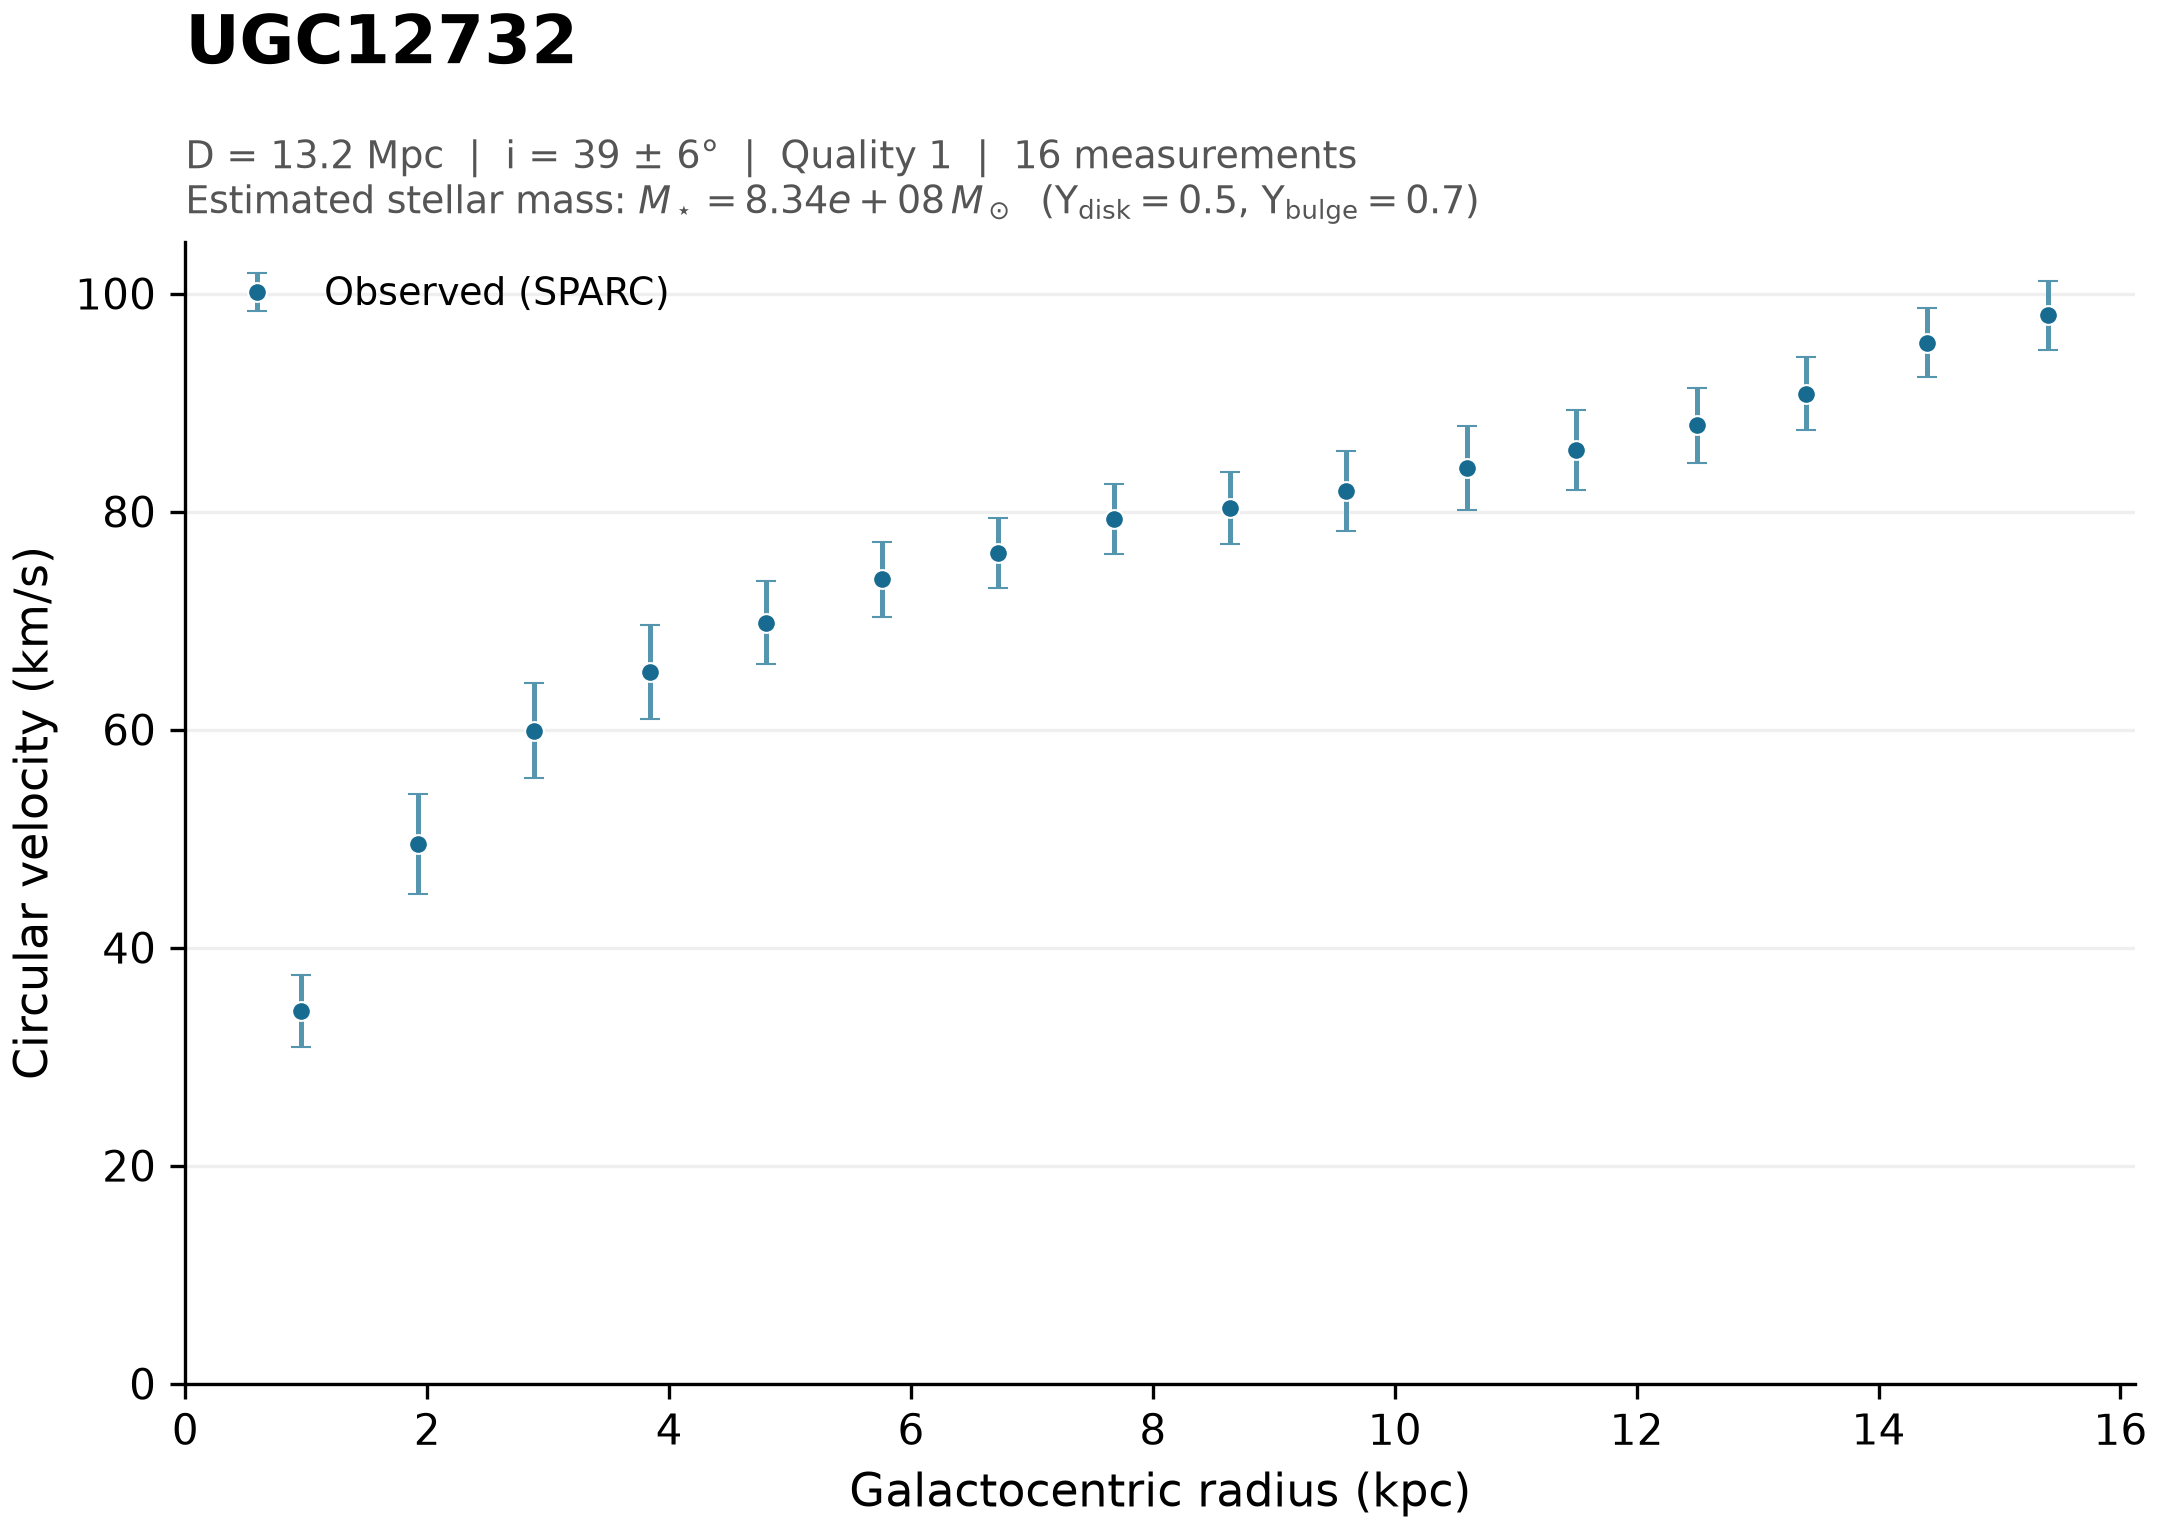 UGC12732
D = 13.2 Mpc | i = 39 ± 6° | Quality 1 | 16 measurements
Estimated stellar mass: M⋆ = 8.34e + 08 M⊙ (Υdisk = 0.5, Υbulge = 0.7)
Observed (SPARC)
100
80
60
40
20
0
Circular velocity (km/s)
0 2 4 6 8 10 12 14 16
Galactocentric radius (kpc)